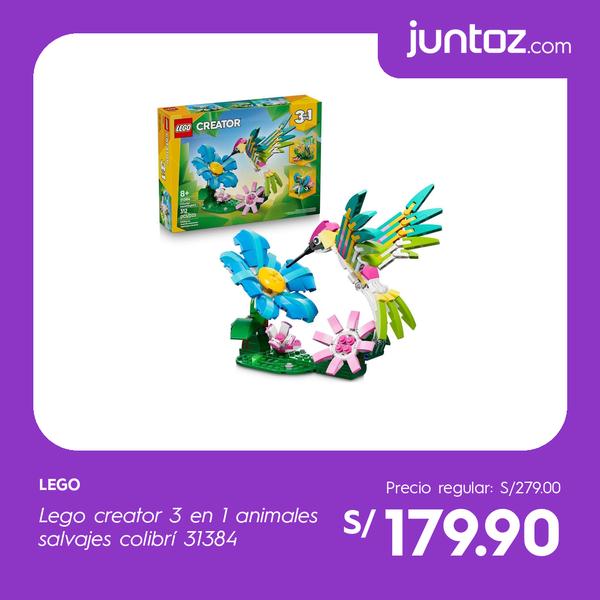 juntoz.com
LEGO CREATOR
3in1
8+
312
LEGO
Lego creator 3 en 1 animales
salvajes colibrí 31384
Precio regular: S/279.00
S/179.90